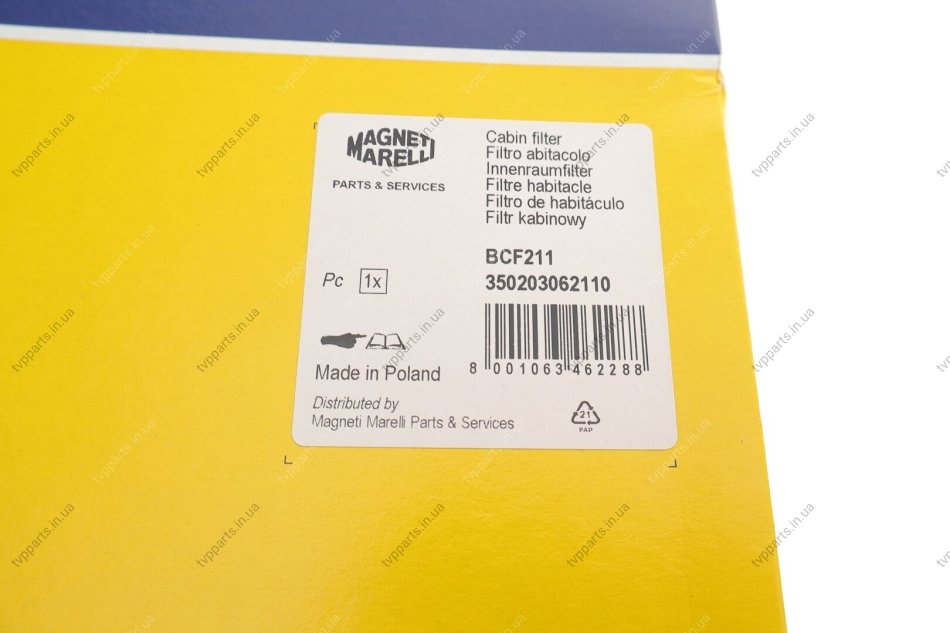 MAGNETI
MARELLI
PARTS & SERVICES
Cabin filter
Filtro abitacolo
Innenraumfilter
Filtre habitacle
Filtro de habitáculo
Filtr kabinowy
BCF211
350203062110
Pc 1x
8 001063 462288
Made in Poland
Distributed by
Magneti Marelli Parts & Services
21
PAP
tvpparts.in.ua